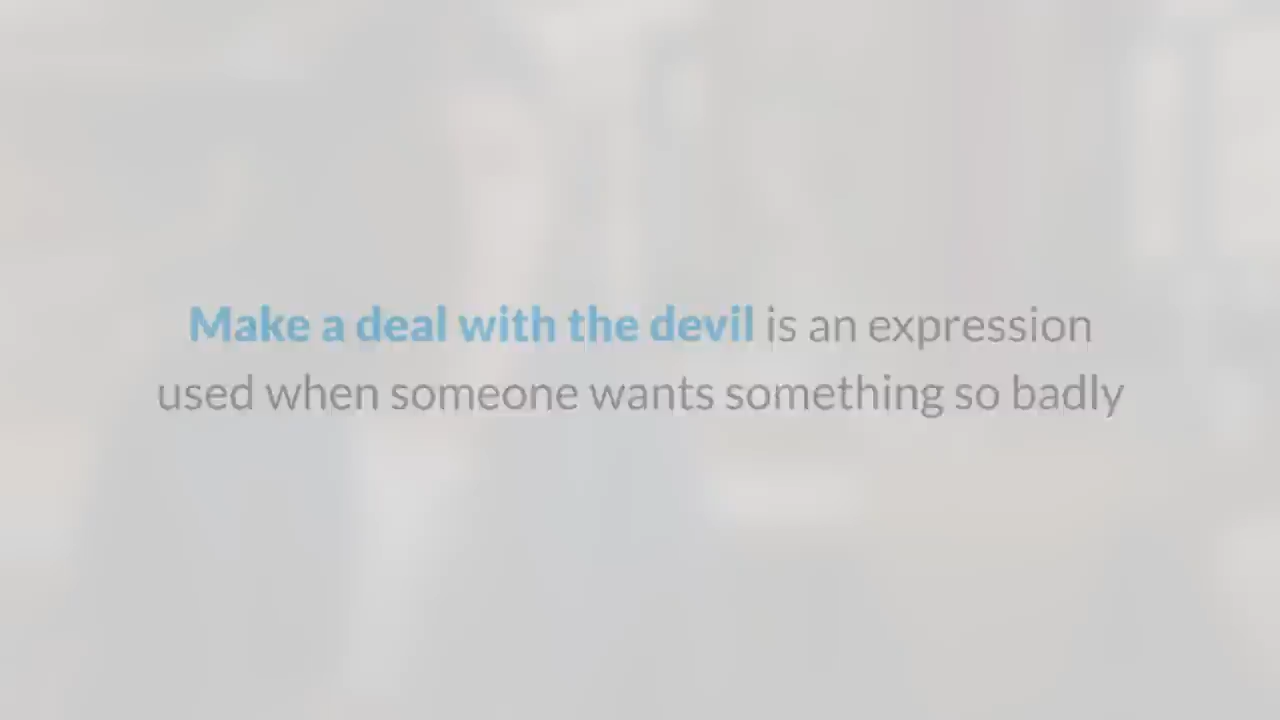 Make a deal with the devil is an expression
used when someone wants something so badly